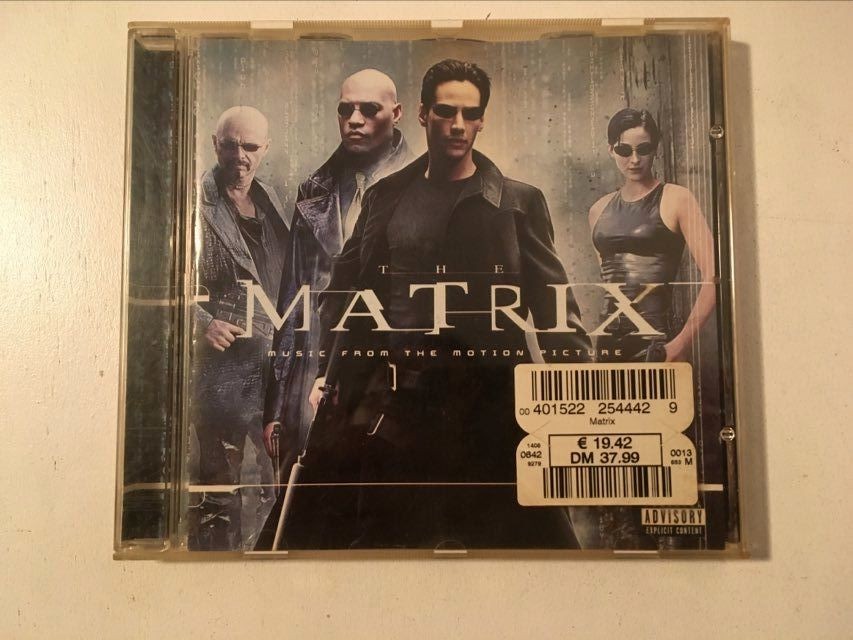 THE
MATRIX
MUSIC FROM THE MOTION PICTURE
00 401522 254442 9
Matrix
1406
0642
9279
€ 19.42
DM 37.99
0013
653 M
ADVISORY
EXPLICIT CONTENT